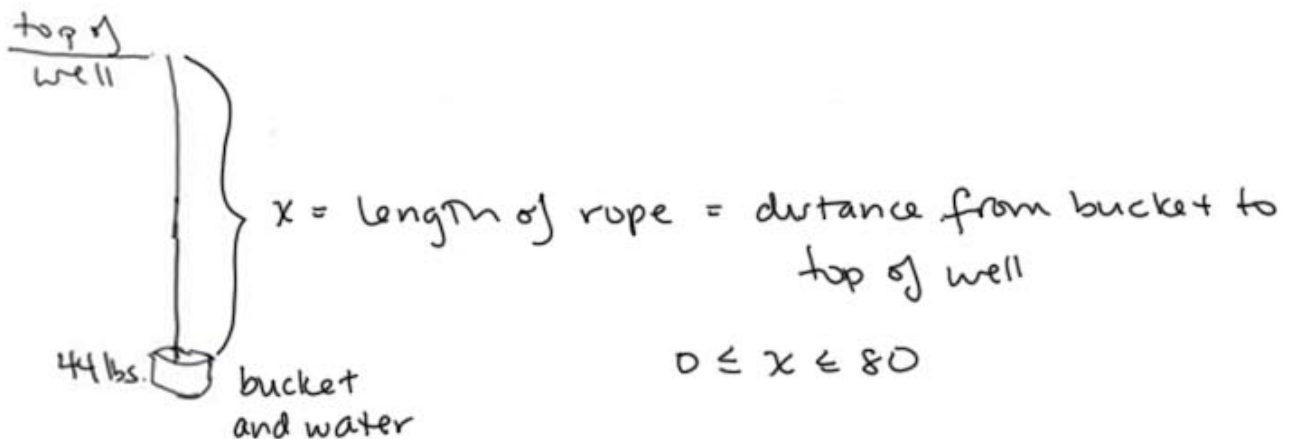 top of
well
x = length of rope = distance from bucket to
top of well
44 lbs.
0 ≤ x ≤ 80
bucket
and water